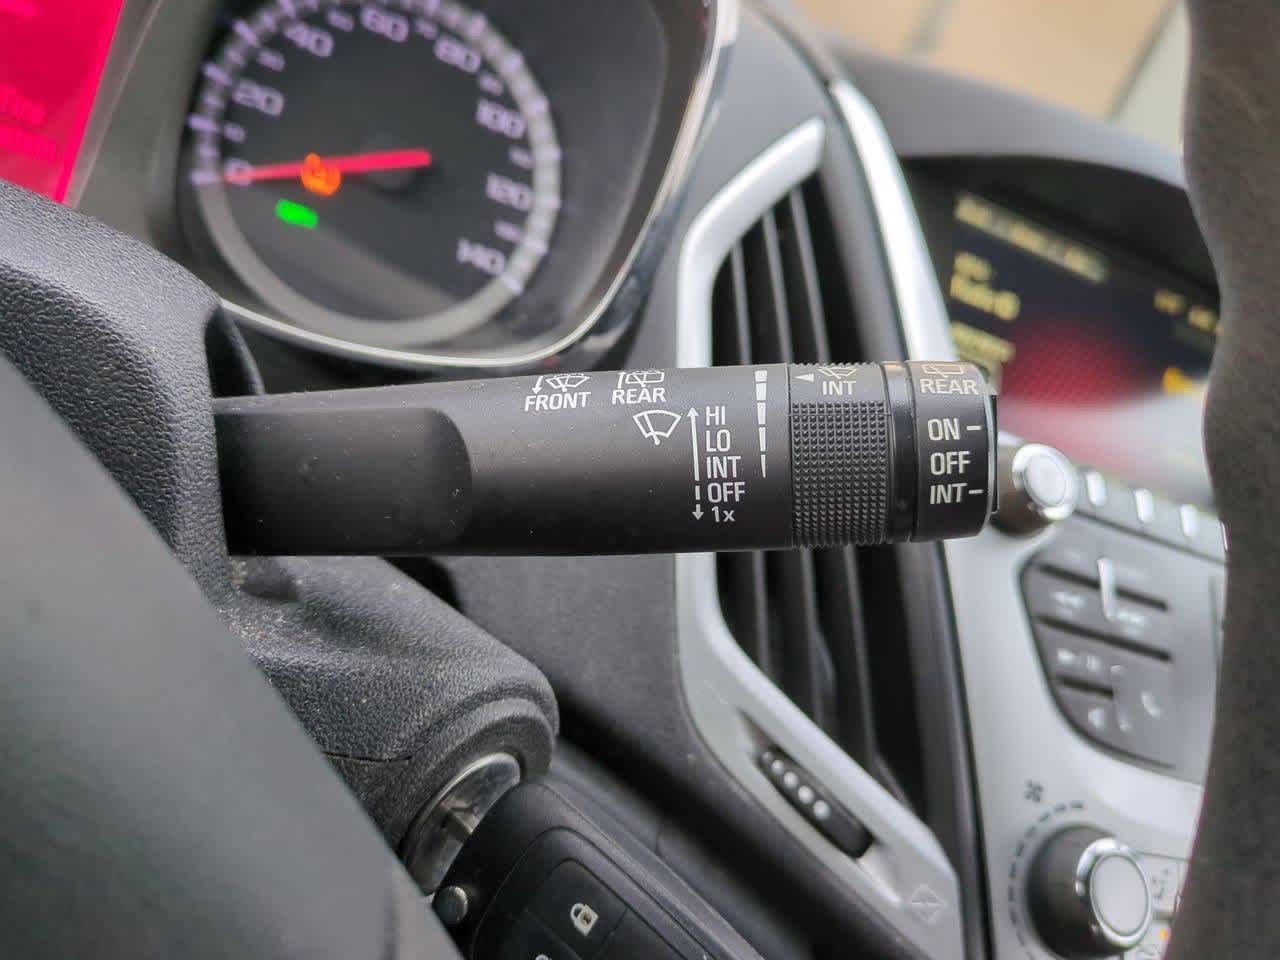 20
40
60
80
100
120
140
0
FRONT
REAR
HI
LO
INT
OFF
1x
INT
REAR
ON
OFF
INT